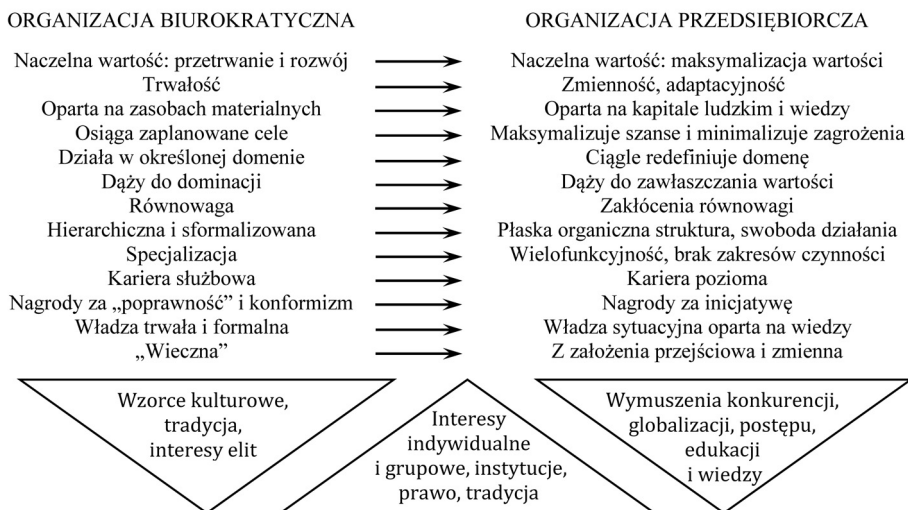 ORGANIZACJA BIUROKRATYCZNA
ORGANIZACJA PRZEDSIĘBIORCZA
Naczelna wartość: przetrwanie i rozwój
Naczelna wartość: maksymalizacja wartości
Trwałość
Zmienność, adaptacyjność
Oparta na zasobach materialnych
Oparta na kapitale ludzkim i wiedzy
Osiąga zaplanowane cele
Maksymalizuje szanse i minimalizuje zagrożenia
Działa w określonej domenie
Ciągle redefiniuje domenę
Dąży do dominacji
Dąży do zawłaszczania wartości
Równowaga
Zakłócenia równowagi
Hierarchiczna i sformalizowana
Płaska organiczna struktura, swoboda działania
Specjalizacja
Wielofunkcyjność, brak zakresów czynności
Kariera służbowa
Kariera pozioma
Nagrody za „poprawność” i konformizm
Nagrody za inicjatywę
Władza trwała i formalna
Władza sytuacyjna oparta na wiedzy
„Wieczna”
Z założenia przejściowa i zmienna
Wzorce kulturowe,
tradycja,
interesy elit
Interesy
indywidualne
i grupowe, instytucje,
prawo, tradycja
Wymuszenia konkurencji,
globalizacji, postępu,
edukacji
i wiedzy